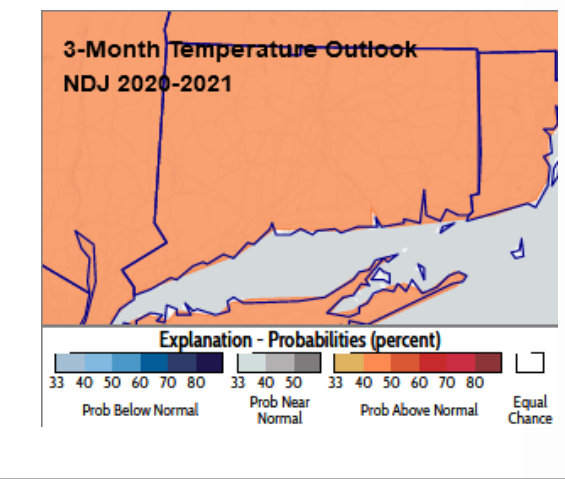 3-Month Temperature Outlook
NDJ 2020-2021
Explanation - Probabilities (percent)
33 40 50 60 70 80 33 40 50 33 40 50 60 70 80
Prob Below Normal
Prob Near
Normal
Prob Above Normal
Equal
Chance